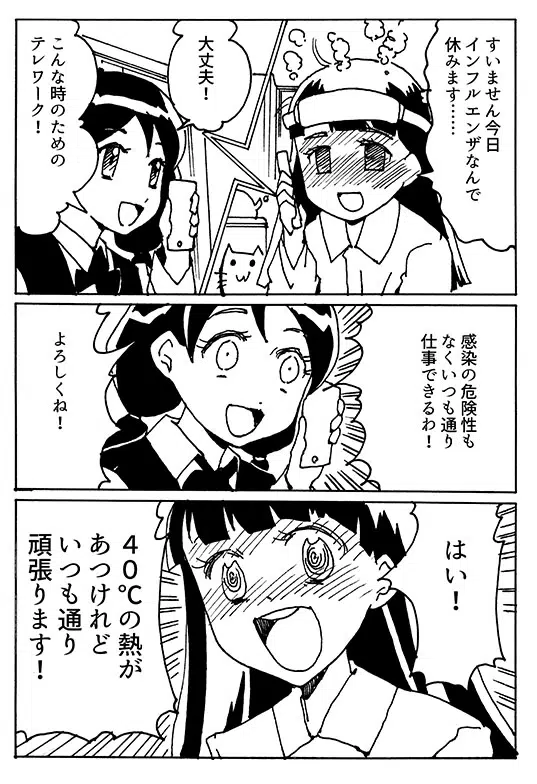 すいません今日
インフルエンザなんで
休みます……
大丈夫！
こんな時のための
テレワーク！
感染の危険性も
なくいつも通り
仕事できるわ！
よろしくね！
はい！
４０℃の熱が
あつけれど
いつも通り
頑張ります！